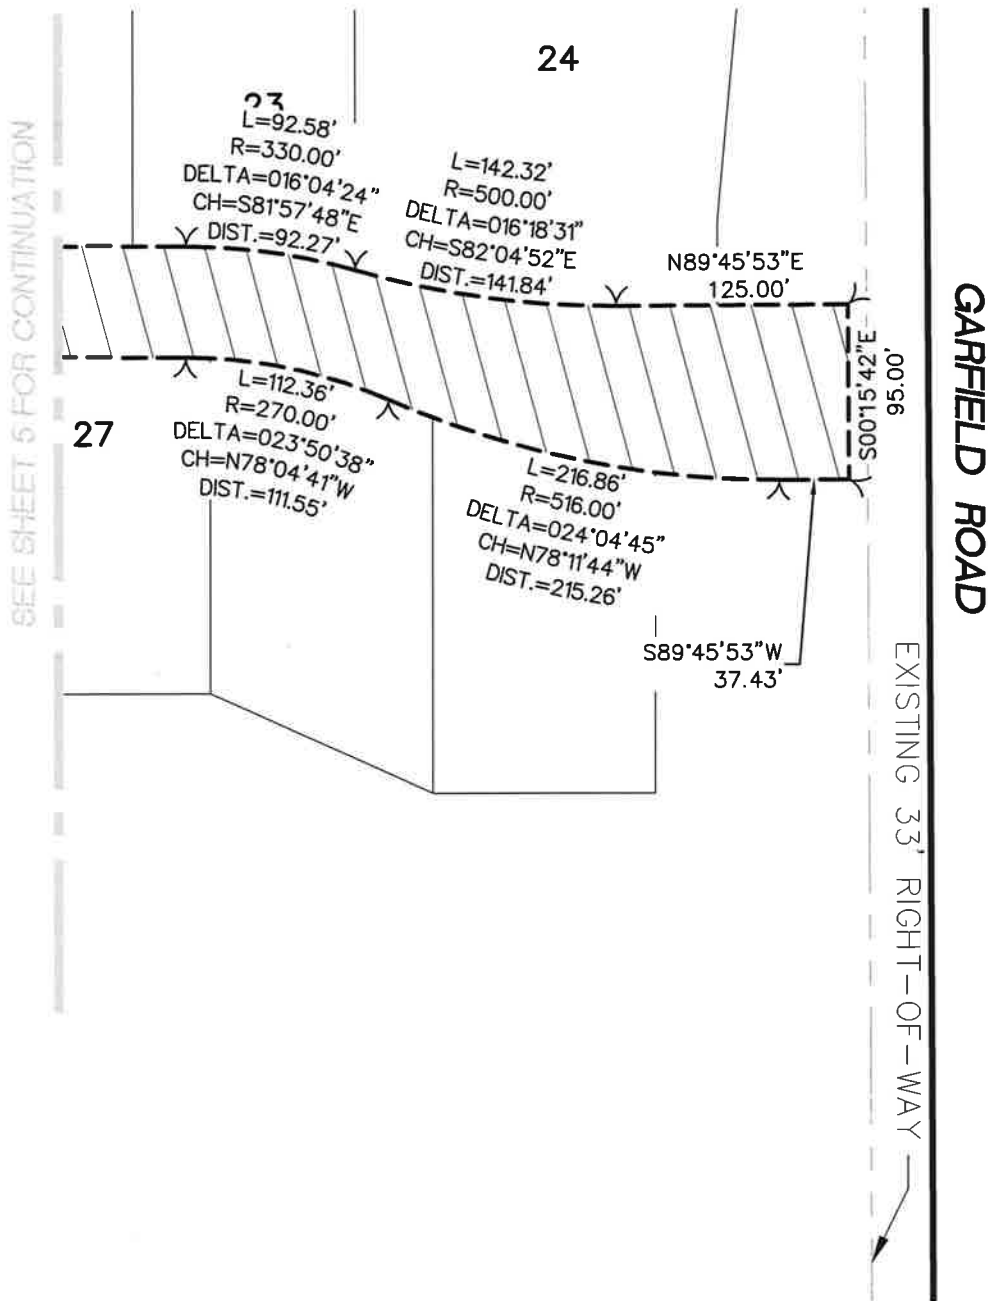 24
23
L=92.58'
R=330.00'
DELTA=016°04'24"
CH=S81°57'48"E
DIST.=92.27'
L=142.32'
R=500.00'
DELTA=016°18'31"
CH=S82°04'52"E
DIST.=141.84'
N89°45'53"E
125.00'
S00°15'42"E
95.00'
GARFIELD ROAD
SEE SHEET 5 FOR CONTINUATION
27
L=112.36'
R=270.00'
DELTA=023°50'38"
CH=N78°04'41"W
DIST.=111.55'
L=216.86'
R=516.00'
DELTA=024°04'45"
CH=N78°11'44"W
DIST.=215.26'
S89°45'53"W
37.43'
EXISTING 33' RIGHT-OF-WAY